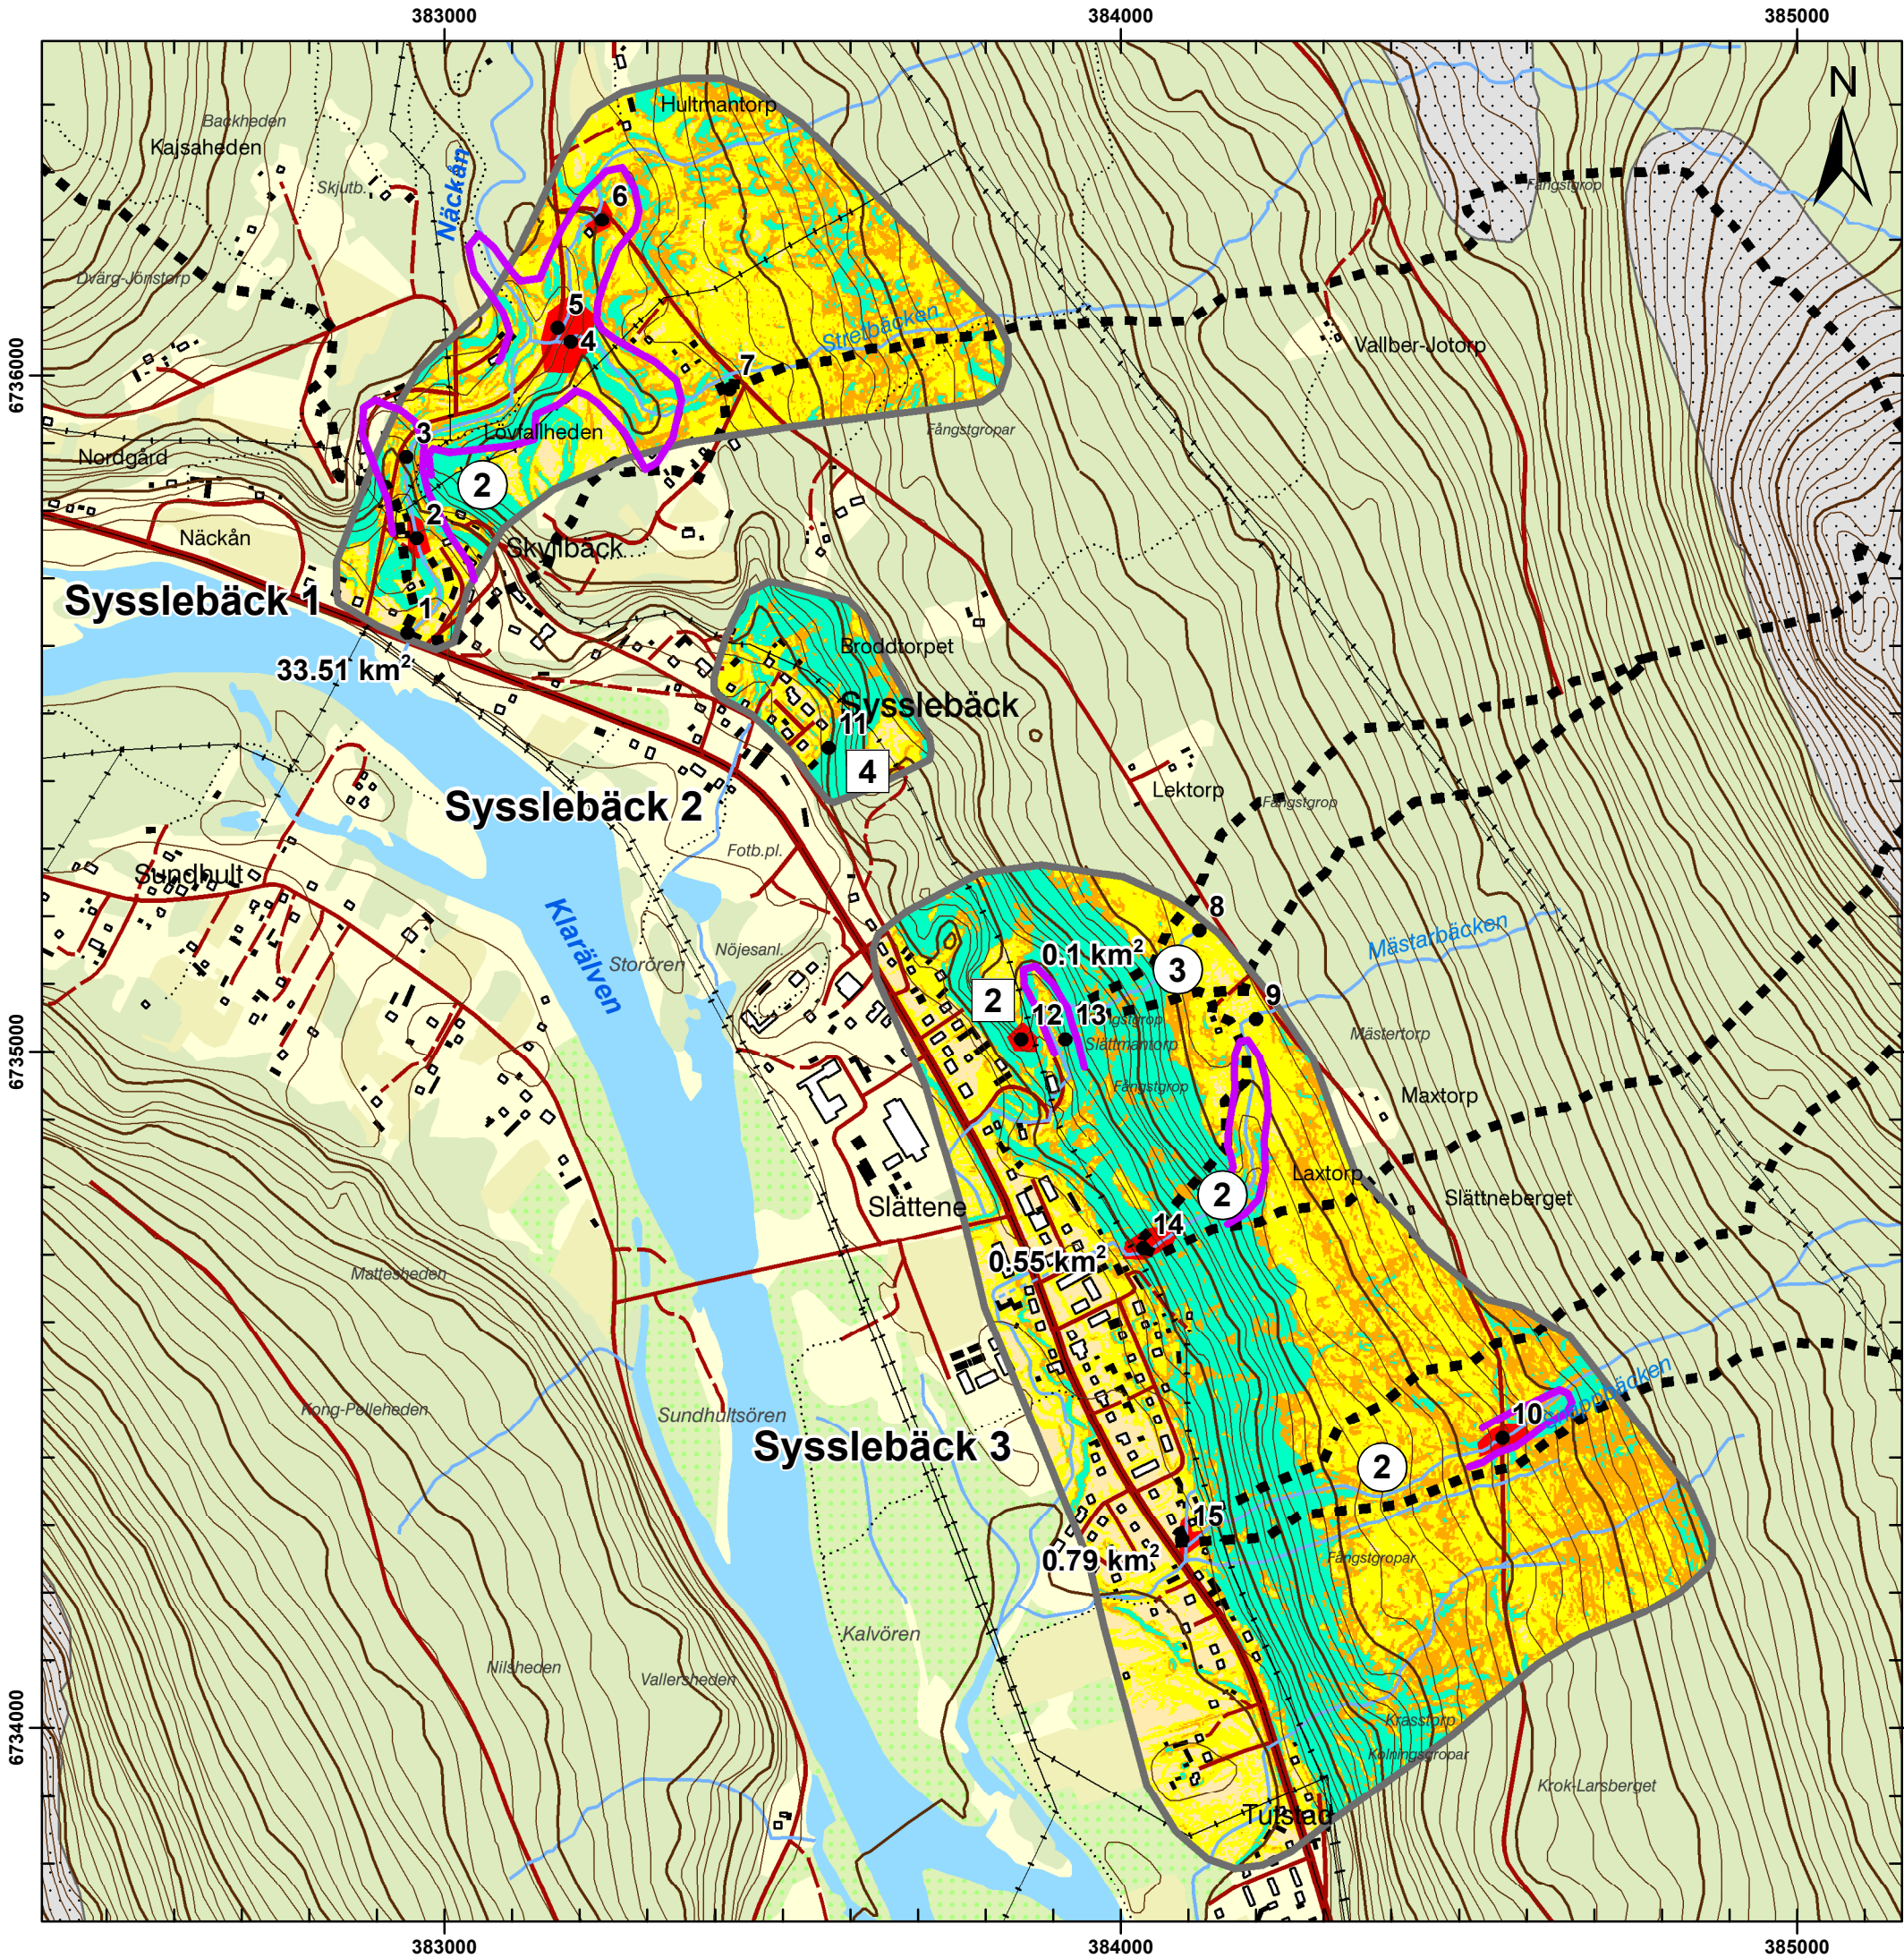 383000
384000
385000
N
Hultmantorp
Backheden
Kajsaheden
Skjutb.
Näckån
6
Fångstgrop
Dvärg-Jönstorp
5
4
Strelbäcken
Vallber-Jotorp
7
6736000
3
Lövfallheden
Fångstgropar
Nordgård
2
2
Näckån
Skyllbäck
Sysslebäck 1
1
33.51 km²
Broddtorpet
Sysslebäck
11
4
Lektorp
Fångstgrop
Sysslebäck 2
Fotb.pl.
Sundhult
8
Klarälven
Nöjesanl.
Storören
0.1 km²
3
Mästarbäcken
2
12
13
9
6735000
Slättmantorp
Mästertorp
Fångstgrop
Maxtorp
Laxtorp
2
Slättneberget
Slättene
14
0.55 km²
Mattesheden
Kong-Pelleheden
Sundhultsören
10
Sysslebäck 3
2
15
0.79 km²
Fångstgropar
Kalvören
Nilsheden
Vallersheden
6734000
Krasstorp
Kolningsgropar
Krok-Larsberget
Tutstad
383000
384000
385000